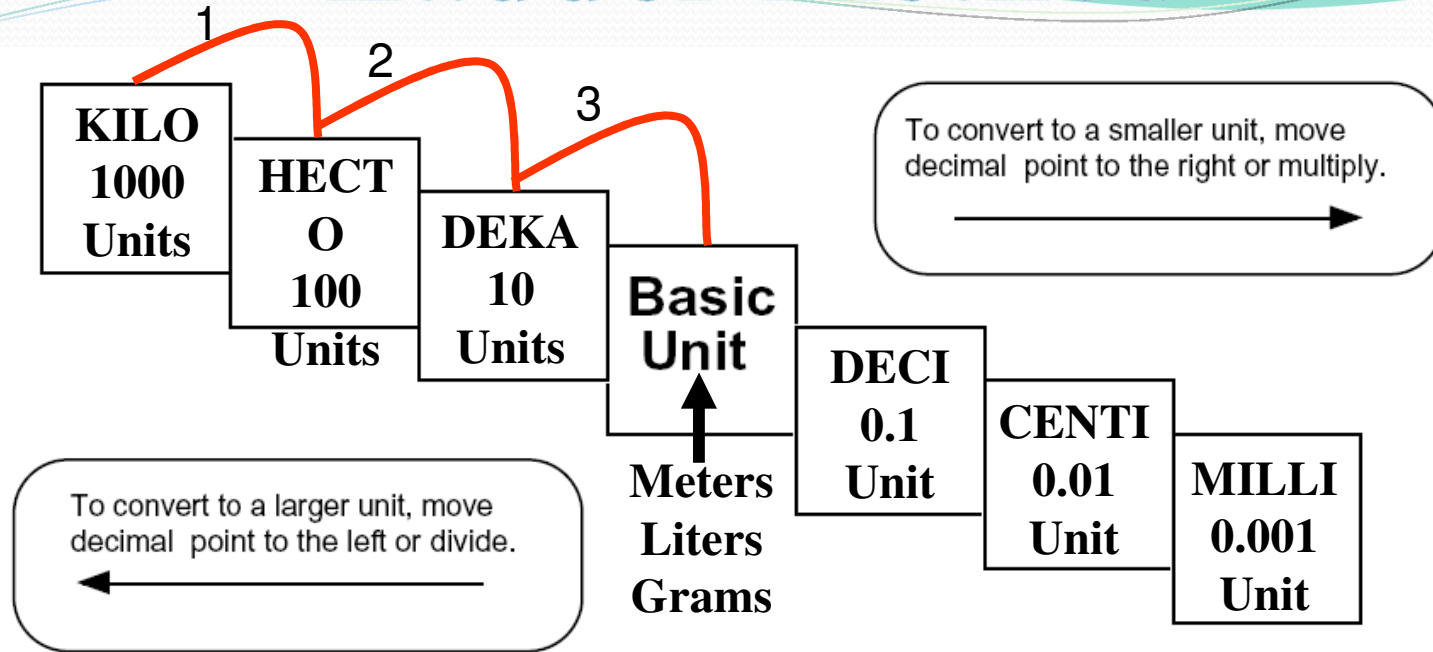 1
2
3
KILO
1000
Units
HECT
O
100
Units
DEKA
10
Units
Basic
Unit
Meters
Liters
Grams
DECI
0.1
Unit
CENTI
0.01
Unit
MILLI
0.001
Unit
To convert to a smaller unit, move
decimal point to the right or multiply.
To convert to a larger unit, move
decimal point to the left or divide.